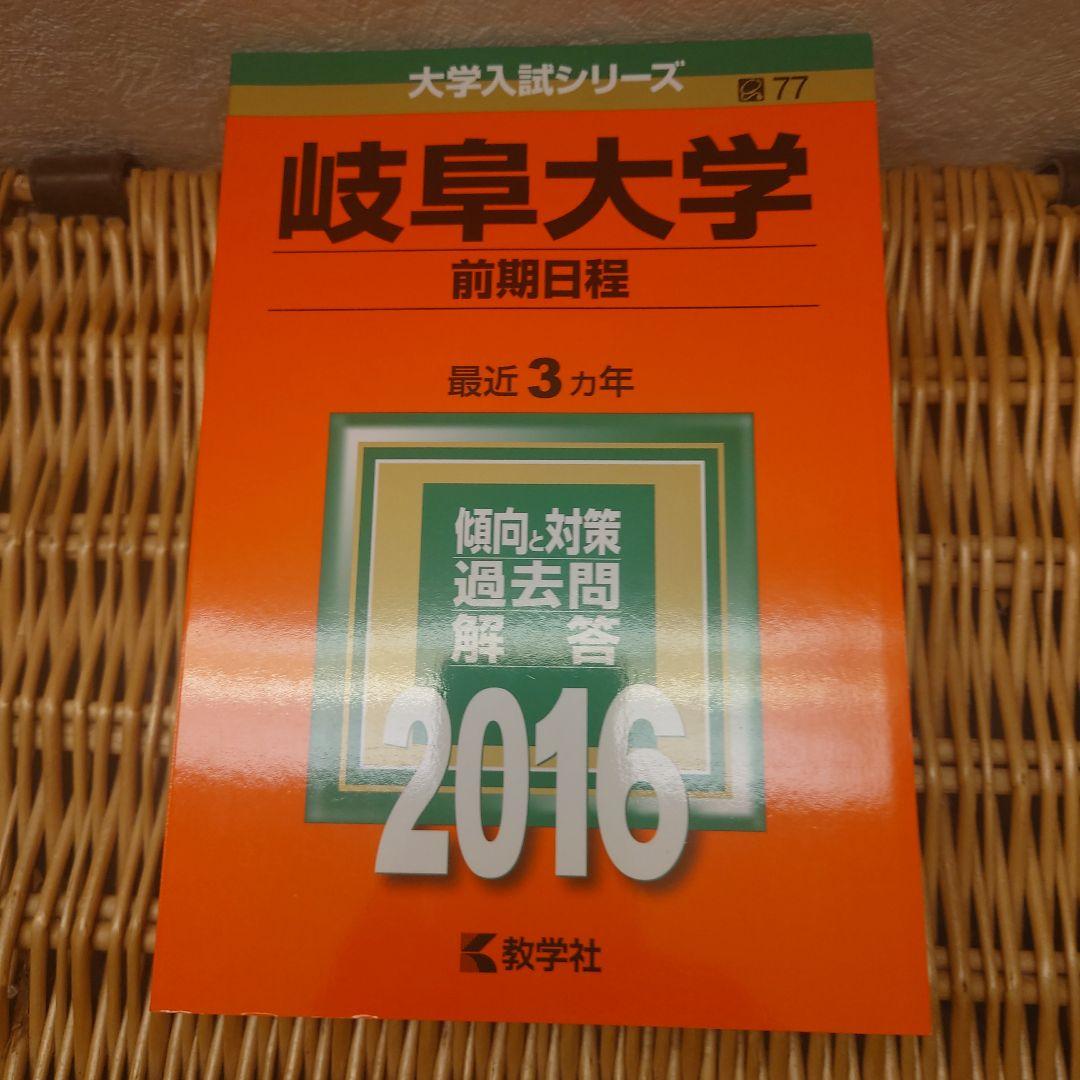 大学入試シリーズ
77
岐阜大学
前期日程
最近3カ年
傾向と対策
過去問
解答
2016
教学社